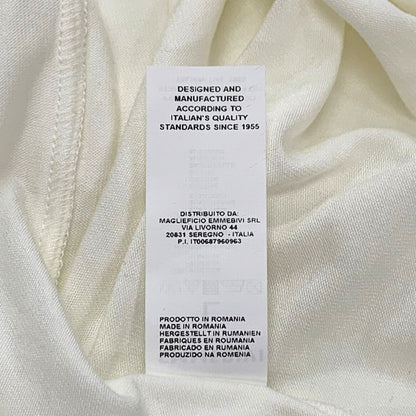 DESIGNED AND
MANUFACTURED
ACCORDING TO
ITALIAN'S QUALITY
STANDARDS SINCE 1955
DISTRIBUITO DA:
MAGLIEFICIO EMMEBIVI SRL
VIA LIVORNO 44
20831 SEREGNO - ITALIA
P.I. IT00687960963
PRODOTTO IN ROMANIA
MADE IN ROMANIA
HERGESTELLT IN RUMANIEN
FABRIQUES EN ROUMANIA
FABRICADO EN RUMANIA
PRODUZIDO NA ROMENIA